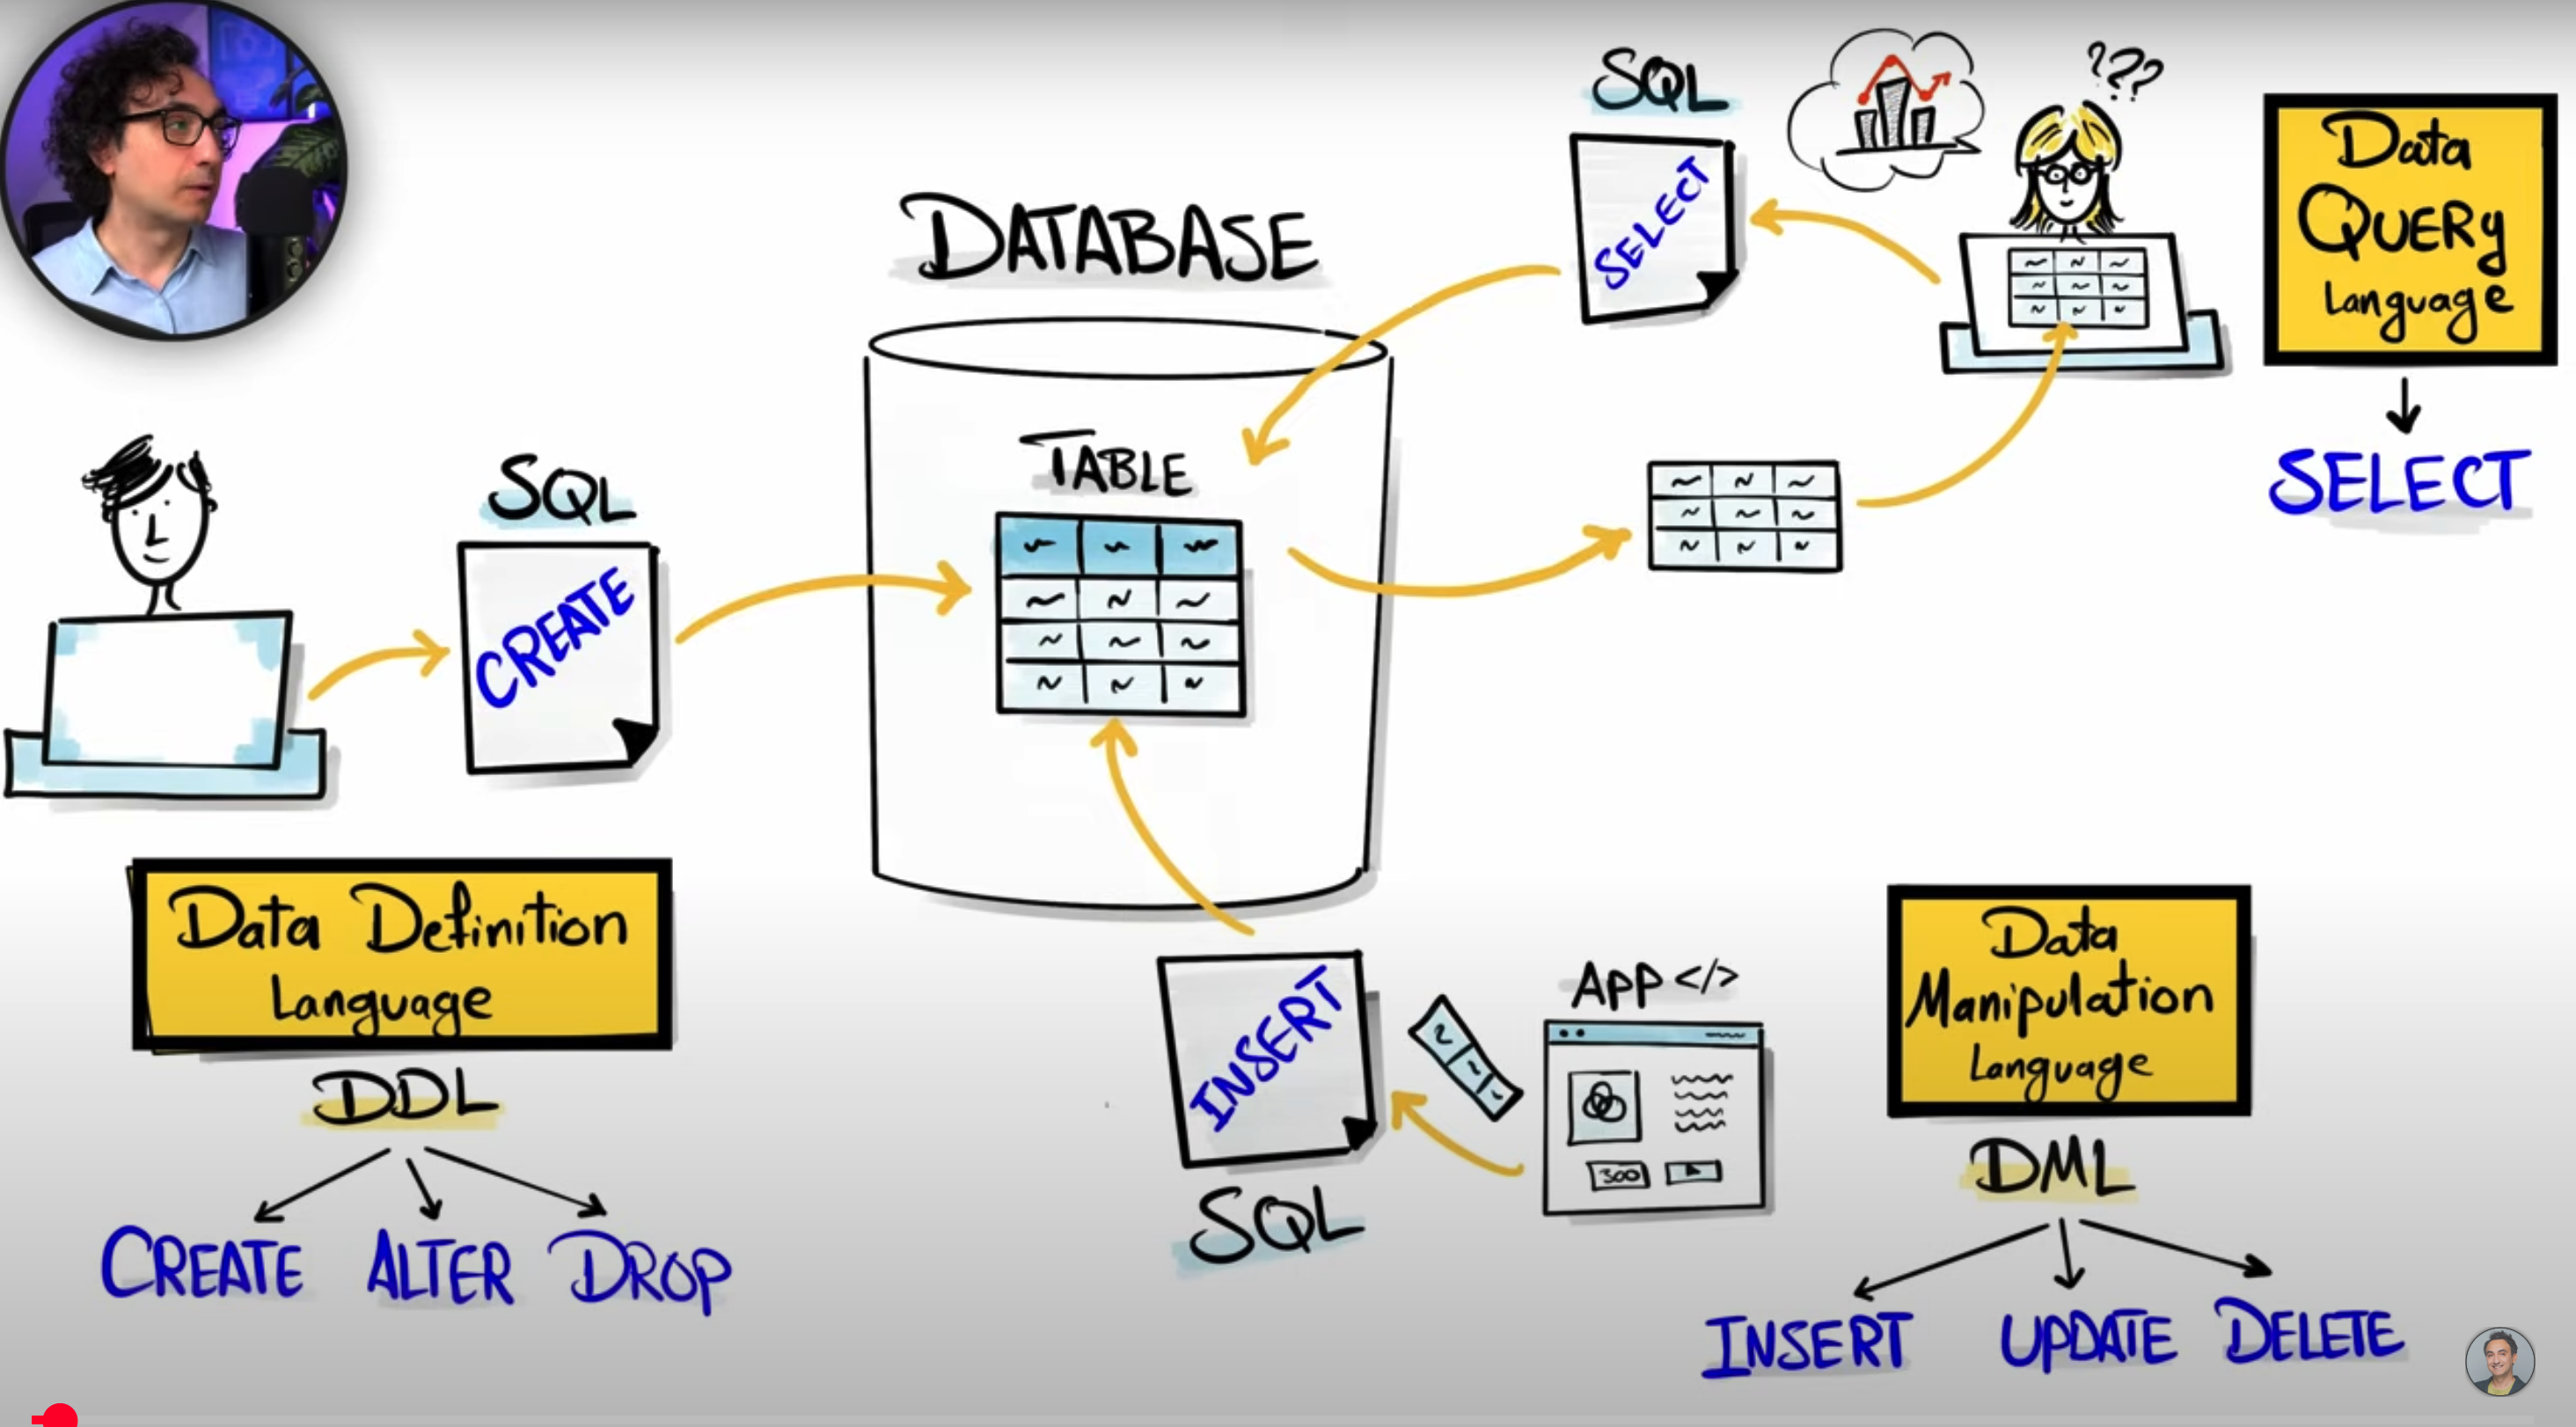 SQL
???
SELECT
Data
QUERy
Language
SELECT
DATABASE
TABLE
SQL
CREATE
Data Definition
Language
DDL
CREATE ALTER DROP
INSERT
SQL
APP </>
300
Data
Manipulation
Language
DML
INSERT UPDATE DELETE